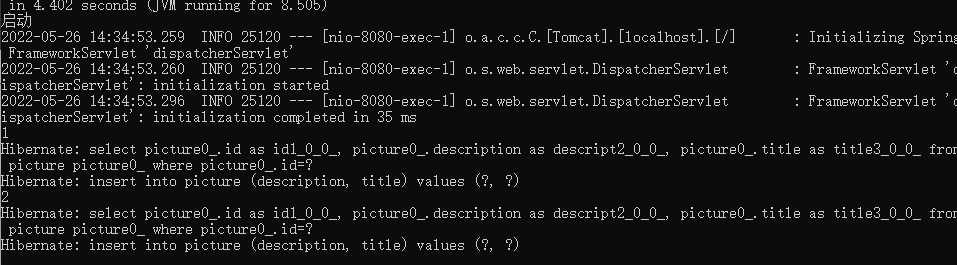 in 4.402 seconds (JVM running for 8.505)
启动
2022-05-26 14:34:53.259  INFO 25120 --- [nio-8080-exec-1] o.a.c.c.C.[Tomcat].[localhost].[/]       : Initializing Spring
FrameworkServlet 'dispatcherServlet'
2022-05-26 14:34:53.260  INFO 25120 --- [nio-8080-exec-1] o.s.web.servlet.DispatcherServlet        : FrameworkServlet 'd
ispatcherServlet': initialization started
2022-05-26 14:34:53.296  INFO 25120 --- [nio-8080-exec-1] o.s.web.servlet.DispatcherServlet        : FrameworkServlet 'd
ispatcherServlet': initialization completed in 35 ms
1
Hibernate: select picture0_.id as id1_0_0_, picture0_.description as descript2_0_0_, picture0_.title as title3_0_0_ from
picture picture0_ where picture0_.id=?
Hibernate: insert into picture (description, title) values (?, ?)
2
Hibernate: select picture0_.id as id1_0_0_, picture0_.description as descript2_0_0_, picture0_.title as title3_0_0_ from
picture picture0_ where picture0_.id=?
Hibernate: insert into picture (description, title) values (?, ?)